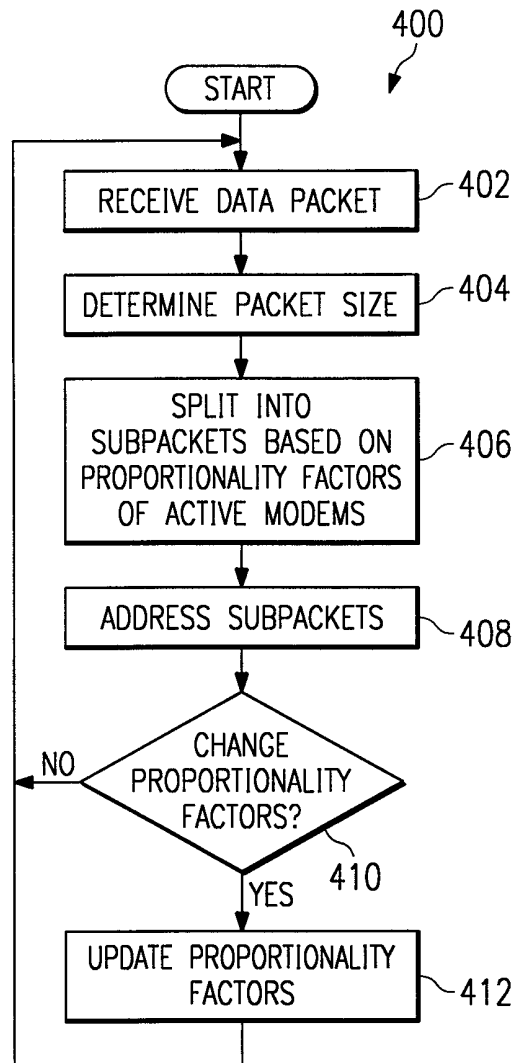 400
START
RECEIVE DATA PACKET
402
DETERMINE PACKET SIZE
404
SPLIT INTO
SUBPACKETS BASED ON
PROPORTIONALITY FACTORS
OF ACTIVE MODEMS
406
ADDRESS SUBPACKETS
408
CHANGE
PROPORTIONALITY
FACTORS?
NO
410
YES
UPDATE PROPORTIONALITY
FACTORS
412